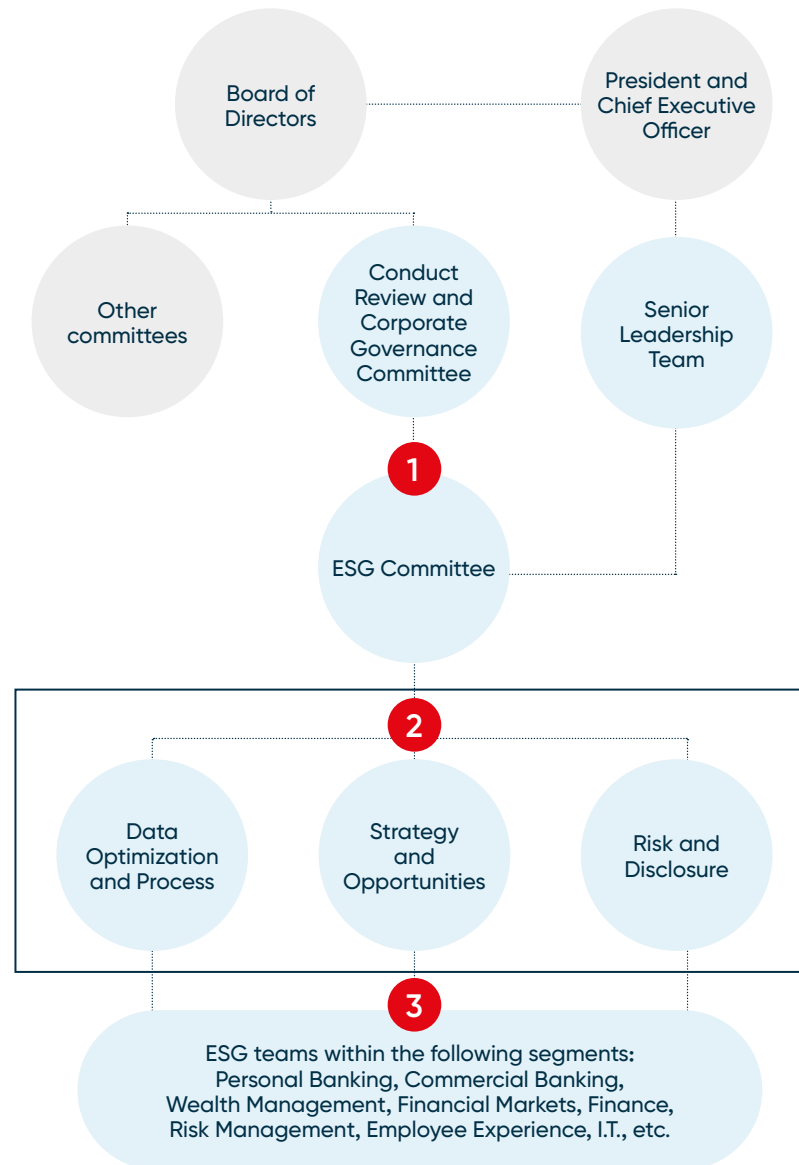 Board of
Directors
President and
Chief Executive
Officer
Other
committees
Conduct
Review and
Corporate
Governance
Committee
Senior
Leadership
Team
1
ESG Committee
2
Data
Optimization
and Process
Strategy
and
Opportunities
Risk and
Disclosure
3
ESG teams within the following segments:
Personal Banking, Commercial Banking,
Wealth Management, Financial Markets, Finance,
Risk Management, Employee Experience, I.T., etc.